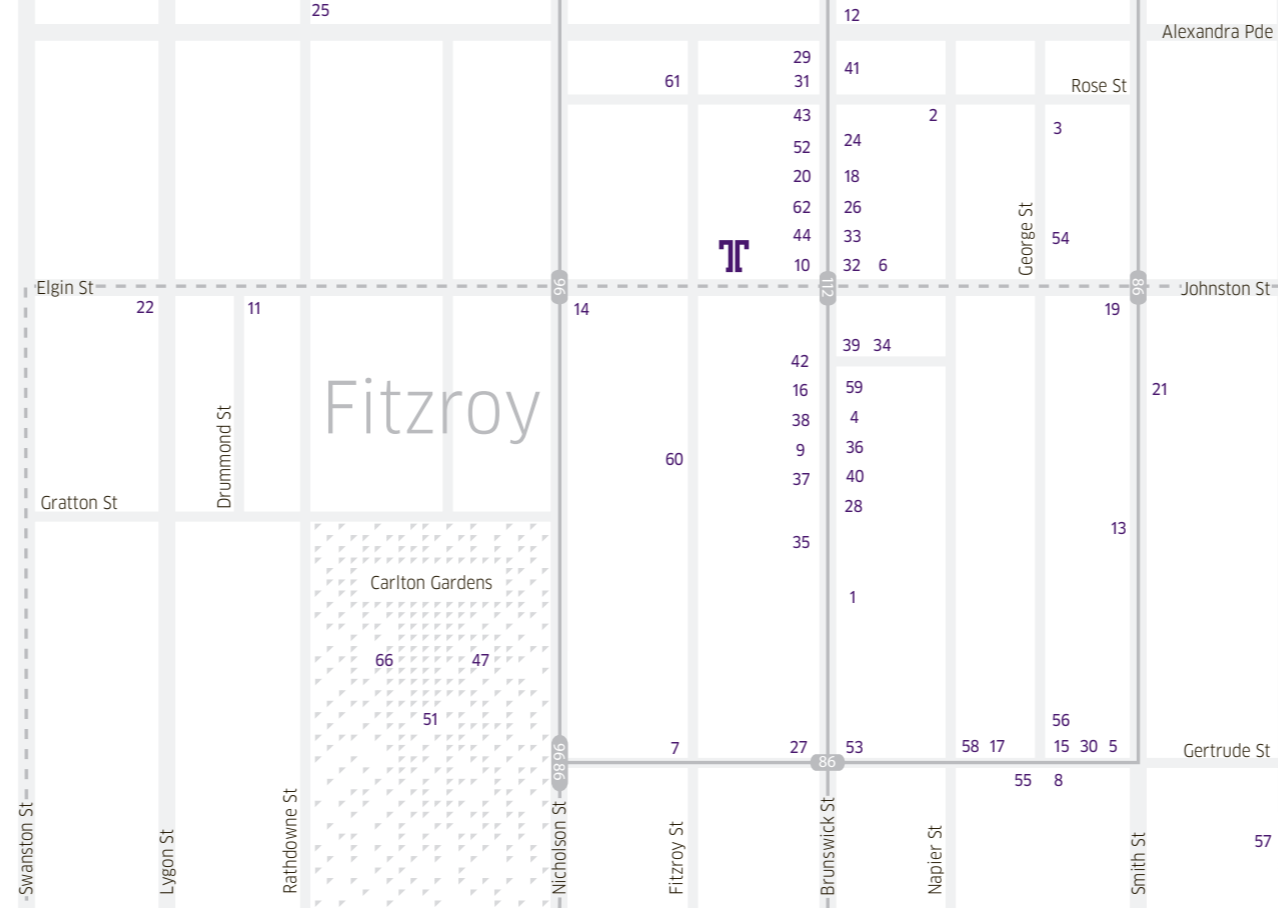 25
12
Alexandra Pde
29
41
61
31
Rose St
43
2
3
52
24
20
18
62
26
George St
44
33
54
10
32 6
Elgin St
96
112
86
Johnston St
22
11
14
19
39 34
42
Fitzroy
16
59
21
Drummond St
38
4
9
36
60
37
40
Gratton St
28
13
35
Carlton Gardens
1
66
47
51
56
7
27
53
58 17
15 30 5
Gertrude St
96 86
86
55 8
57
Swanston St
Lygon St
Rathdowne St
Nicholson St
Fitzroy St
Brunswick St
Napier St
Smith St